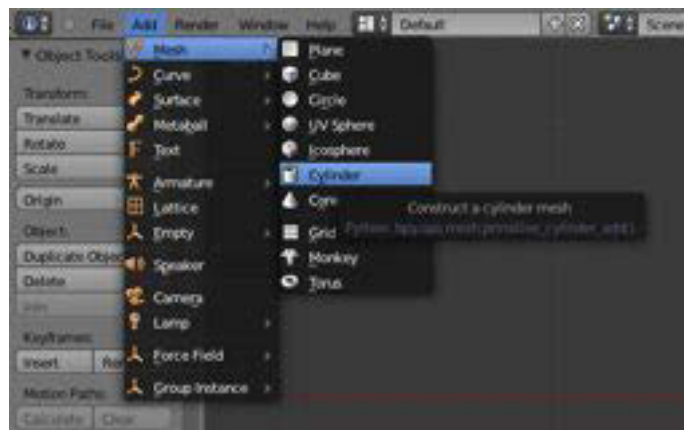 File Add Render Window Help Default Scene
Object Tools
Transform:
Translate
Rotate
Scale
Origin
Object:
Duplicate Objec
Delete
Join
Keyframes:
Insert
Motion Paths:
Calculate Clear
Mesh
Curve
Surface
Metaball
Text
Armature
Lattice
Empty
Speaker
Camera
Lamp
Force Field
Group Instance
Plane
Cube
Circle
UV Sphere
Icosphere
Cylinder
Cone
Grid
Monkey
Torus
Construct a cylinder mesh
Python: bpy.ops.mesh.primitive_cylinder_add()